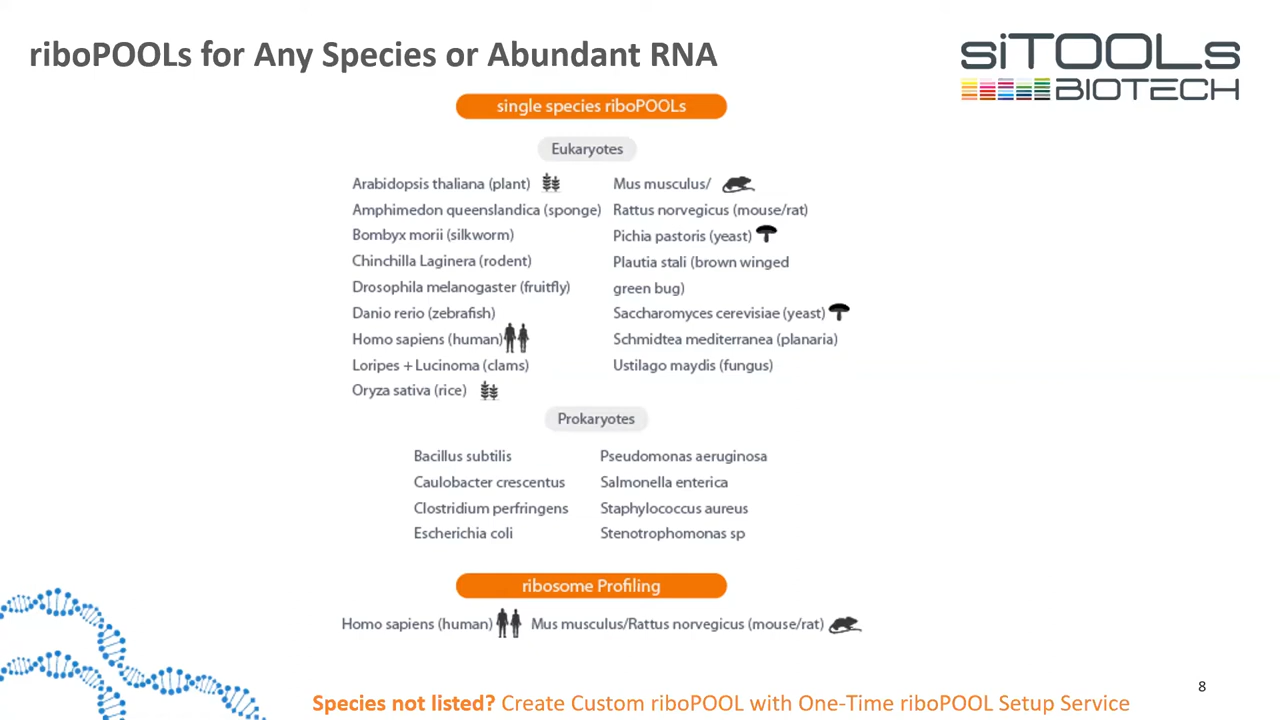 riboPOOLs for Any Species or Abundant RNA
siTOOLs
BIOTECH
single species riboPOOLs
Eukaryotes
Arabidopsis thaliana (plant)
Amphimedon queenslandica (sponge)
Bombyx morii (silkworm)
Chinchilla Laginera (rodent)
Drosophila melanogaster (fruitfly)
Danio rerio (zebrafish)
Homo sapiens (human)
Loripes + Lucinoma (clams)
Oryza sativa (rice)
Mus musculus/
Rattus norvegicus (mouse/rat)
Pichia pastoris (yeast)
Plautia stali (brown winged
green bug)
Saccharomyces cerevisiae (yeast)
Schmidtea mediterranea (planaria)
Ustilago maydis (fungus)
Prokaryotes
Bacillus subtilis
Caulobacter crescentus
Clostridium perfringens
Escherichia coli
Pseudomonas aeruginosa
Salmonella enterica
Staphylococcus aureus
Stenotrophomonas sp
ribosome Profiling
Homo sapiens (human) Mus musculus/Rattus norvegicus (mouse/rat)
Species not listed? Create Custom riboPOOL with One-Time riboPOOL Setup Service
8